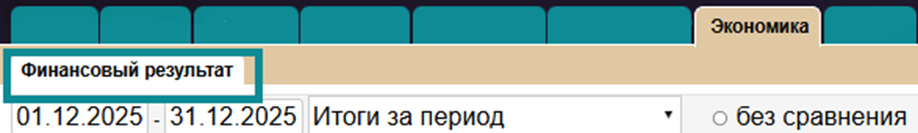 Экономика
Финансовый результат
01.12.2025 - 31.12.2025 Итоги за период без сравнения